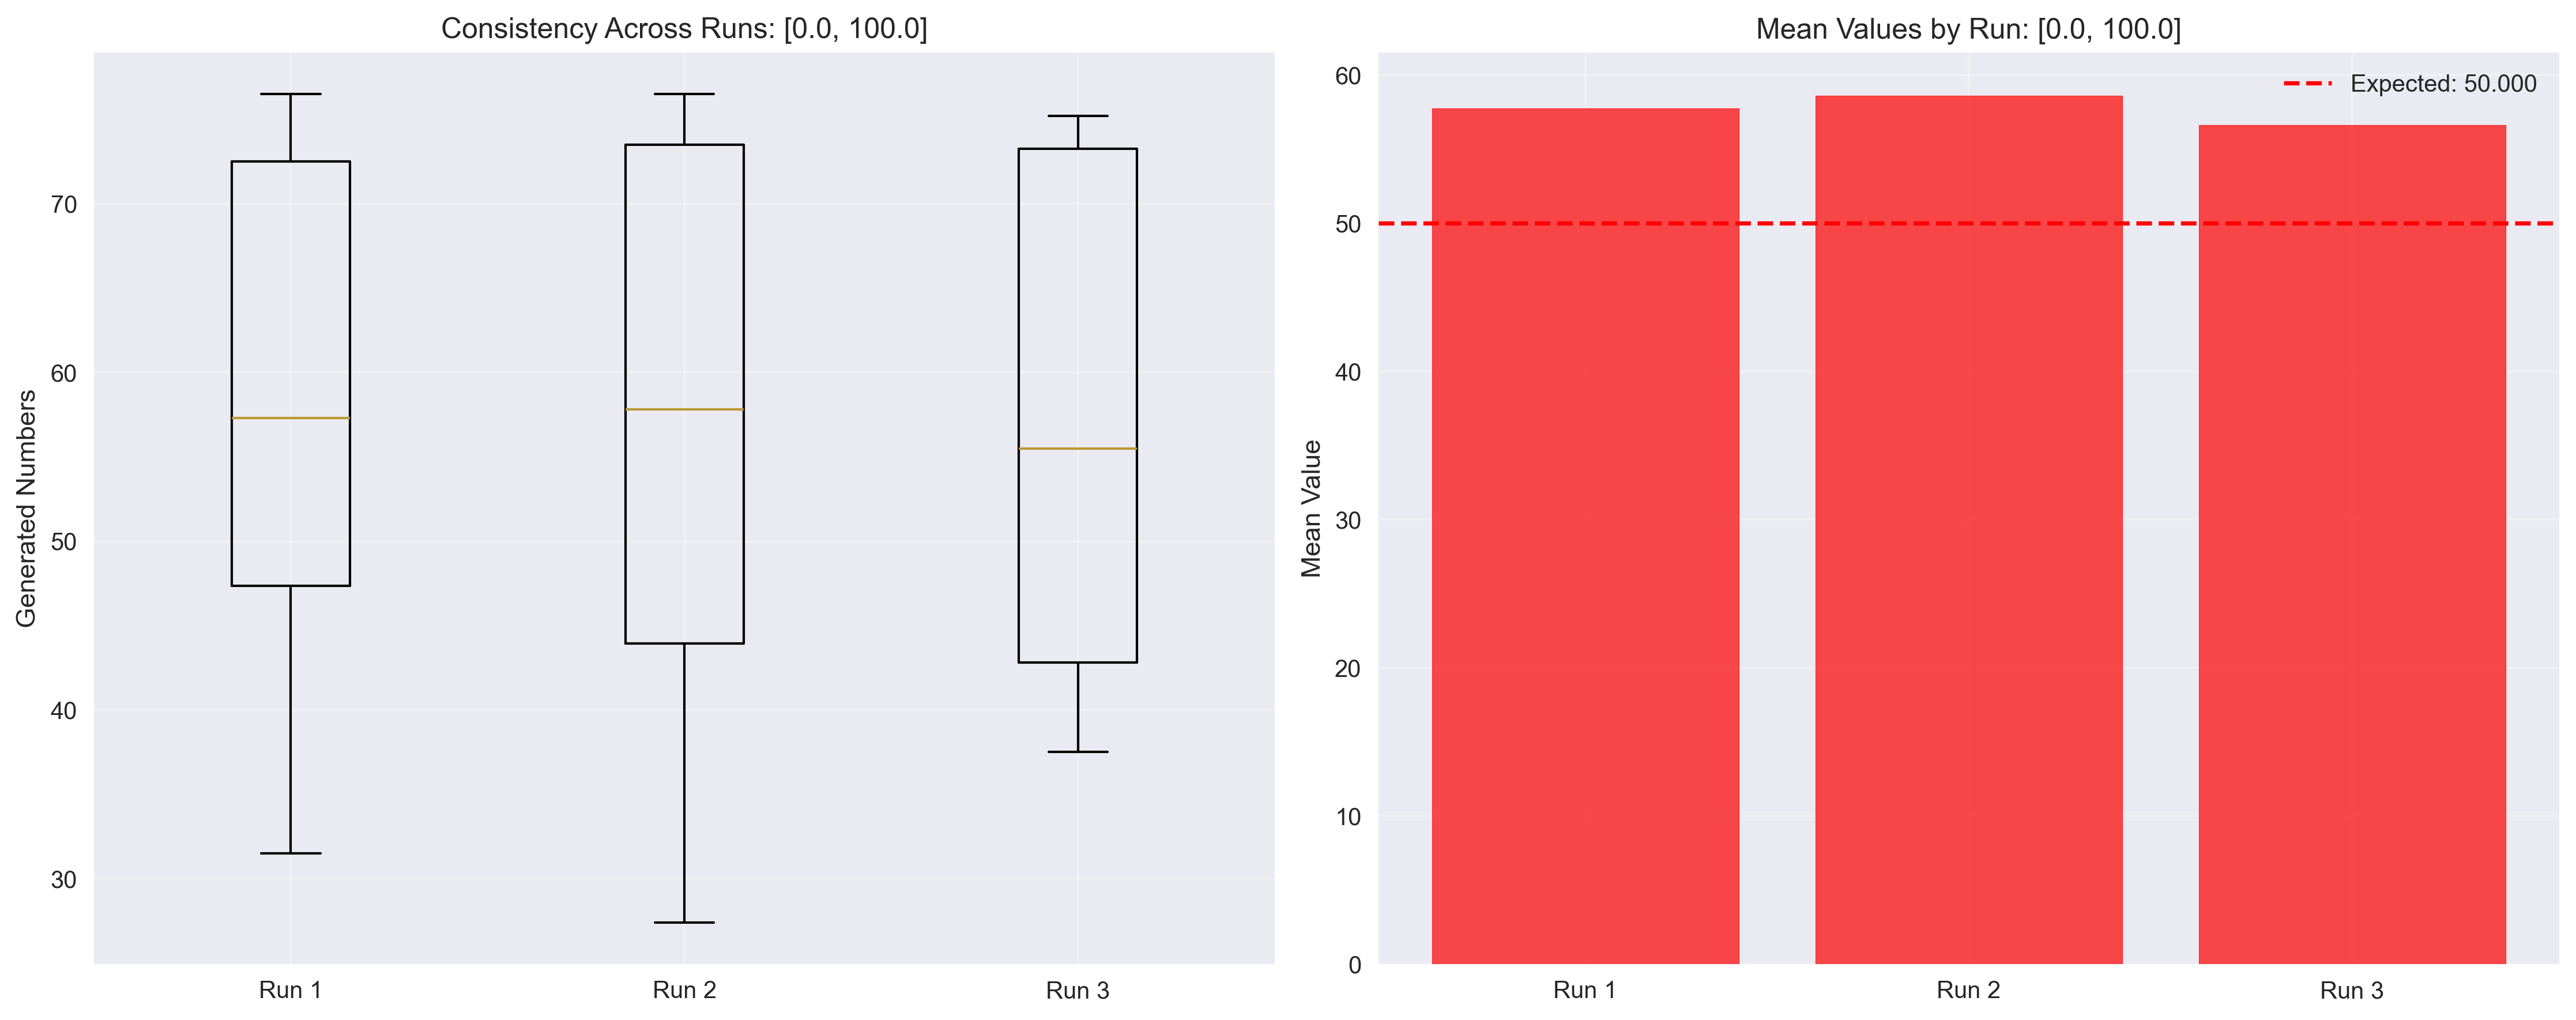 Consistency Across Runs: [0.0, 100.0]
Generated Numbers
70
60
50
40
30
Run 1
Run 2
Run 3
Mean Values by Run: [0.0, 100.0]
Expected: 50.000
Mean Value
60
50
40
30
20
10
0
Run 1
Run 2
Run 3